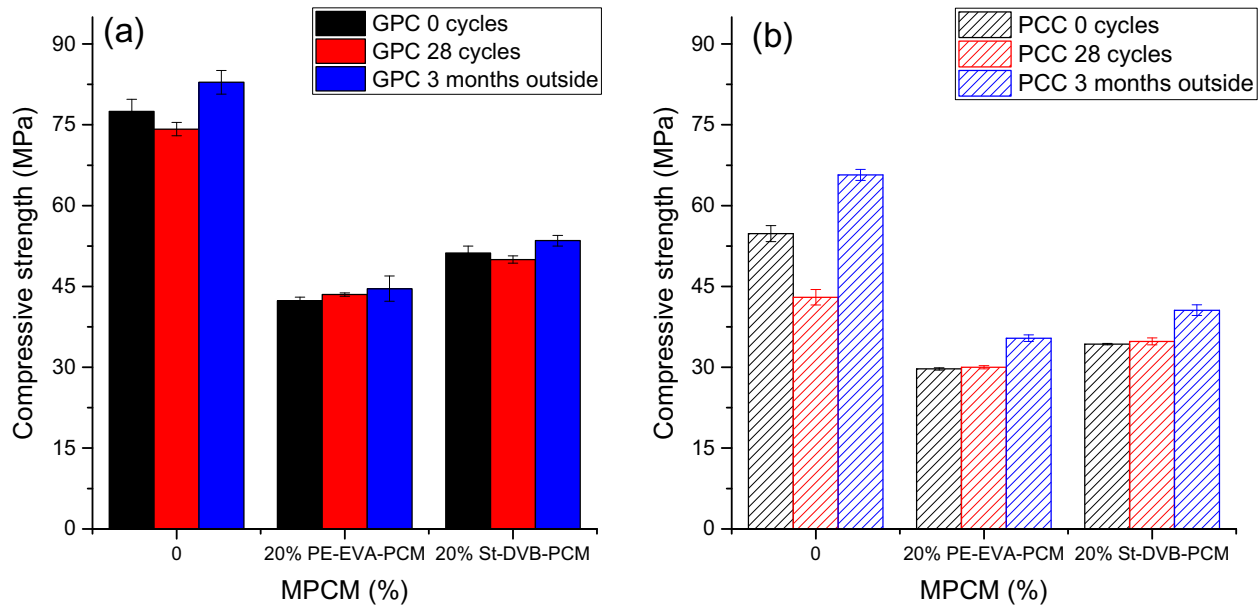 (a)
GPC 0 cycles
GPC 28 cycles
GPC 3 months outside
Compressive strength (MPa)
90
75
60
45
30
15
0
0
20% PE-EVA-PCM
20% St-DVB-PCM
MPCM (%)
(b)
PCC 0 cycles
PCC 28 cycles
PCC 3 months outside
Compressive strength (MPa)
90
75
60
45
30
15
0
0
20% PE-EVA-PCM
20% St-DVB-PCM
MPCM (%)